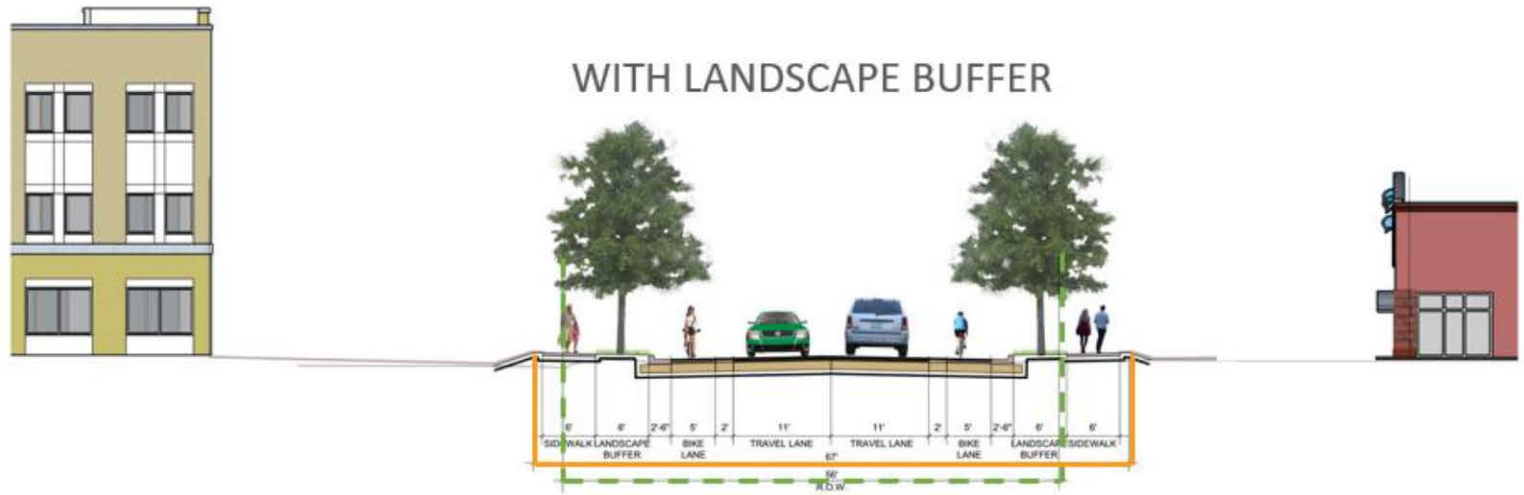 WITH LANDSCAPE BUFFER
6' 6' 2'-6" 5' 2' 11' 11' 2' 5' 2'-6" 6' 6'
SIDEWALK LANDSCAPE BUFFER BIKE LANE TRAVEL LANE TRAVEL LANE BIKE LANE LANDSCAPE BUFFER SIDEWALK
67'
56'
R.O.W.